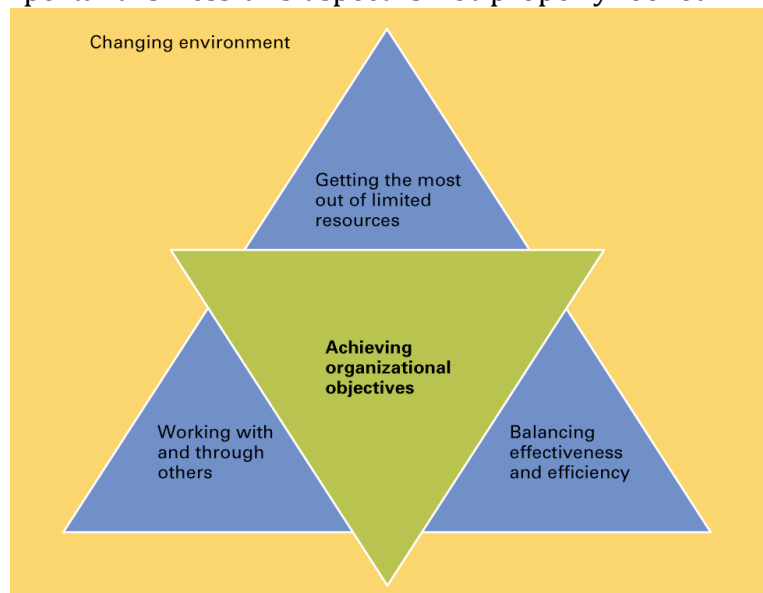 Changing environment
Getting the most
out of limited
resources
Achieving
organizational
objectives
Working with
and through
others
Balancing
effectiveness
and efficiency